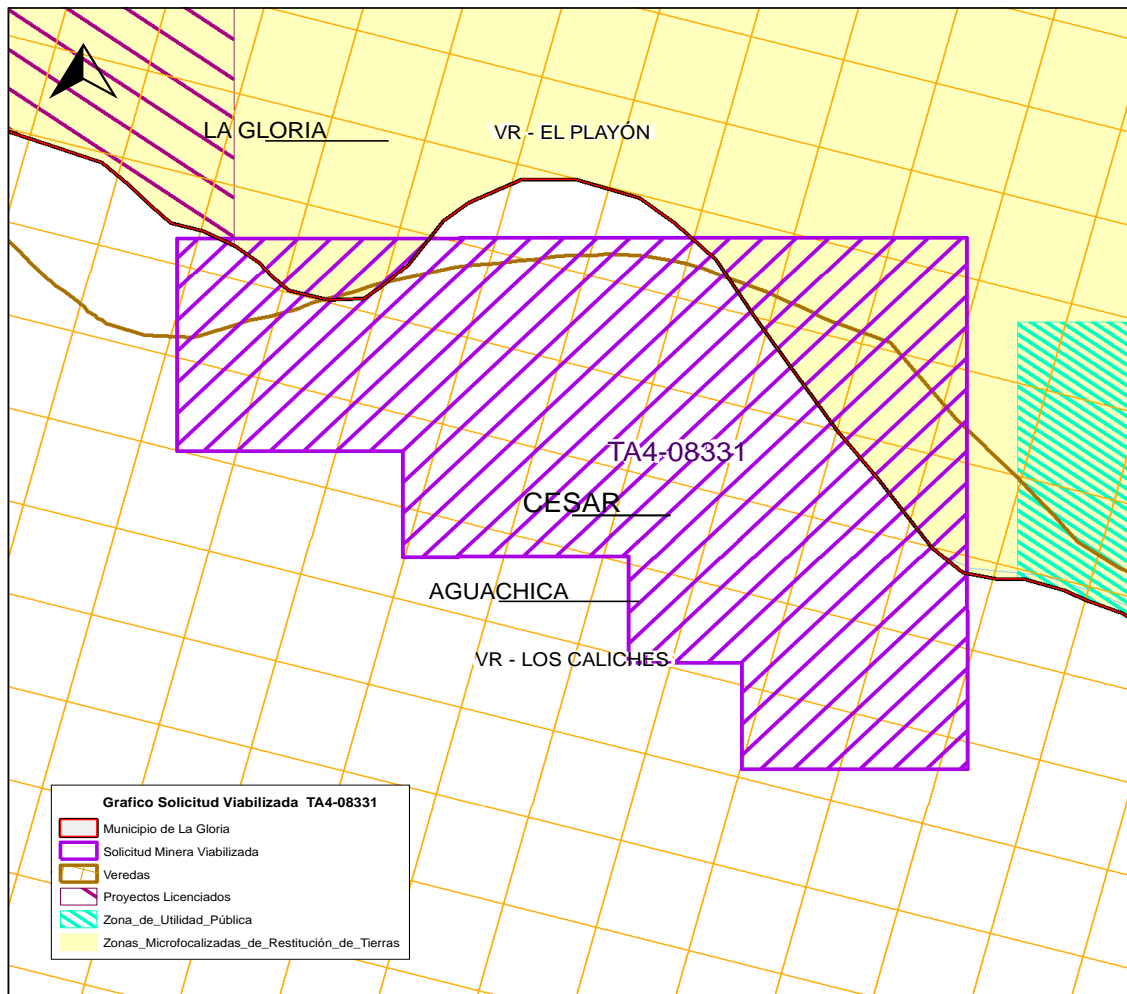 LA GLORIA
VR - EL PLAYÓN
TA4-08331
CESAR
AGUACHICA
VR - LOS CALICHES
Grafico Solicitud Viabilizada TA4-08331
Municipio de La Gloria
Solicitud Minera Viabilizada
Veredas
Proyectos Licenciados
Zona_de_Utilidad_Pública
Zonas_Microfocalizadas_de_Restitución_de_Tierras